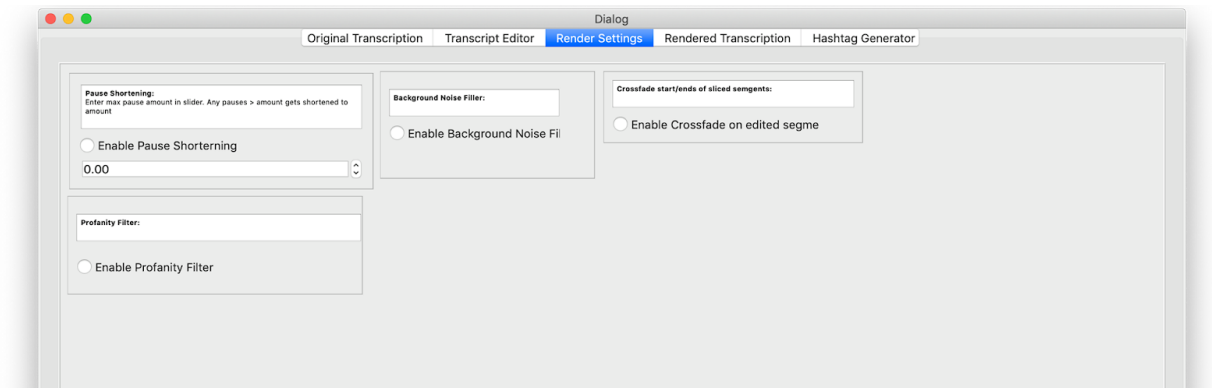 Dialog
Original Transcription Transcript Editor Render Settings Rendered Transcription Hashtag Generator
Pause Shortening:
Enter max pause amount in slider. Any pauses > amount gets shortened to
amount
Enable Pause Shorterning
0.00
Background Noise Filler:
Enable Background Noise Fil
Crossfade start/ends of sliced semgents:
Enable Crossfade on edited segme
Profanity Filter:
Enable Profanity Filter